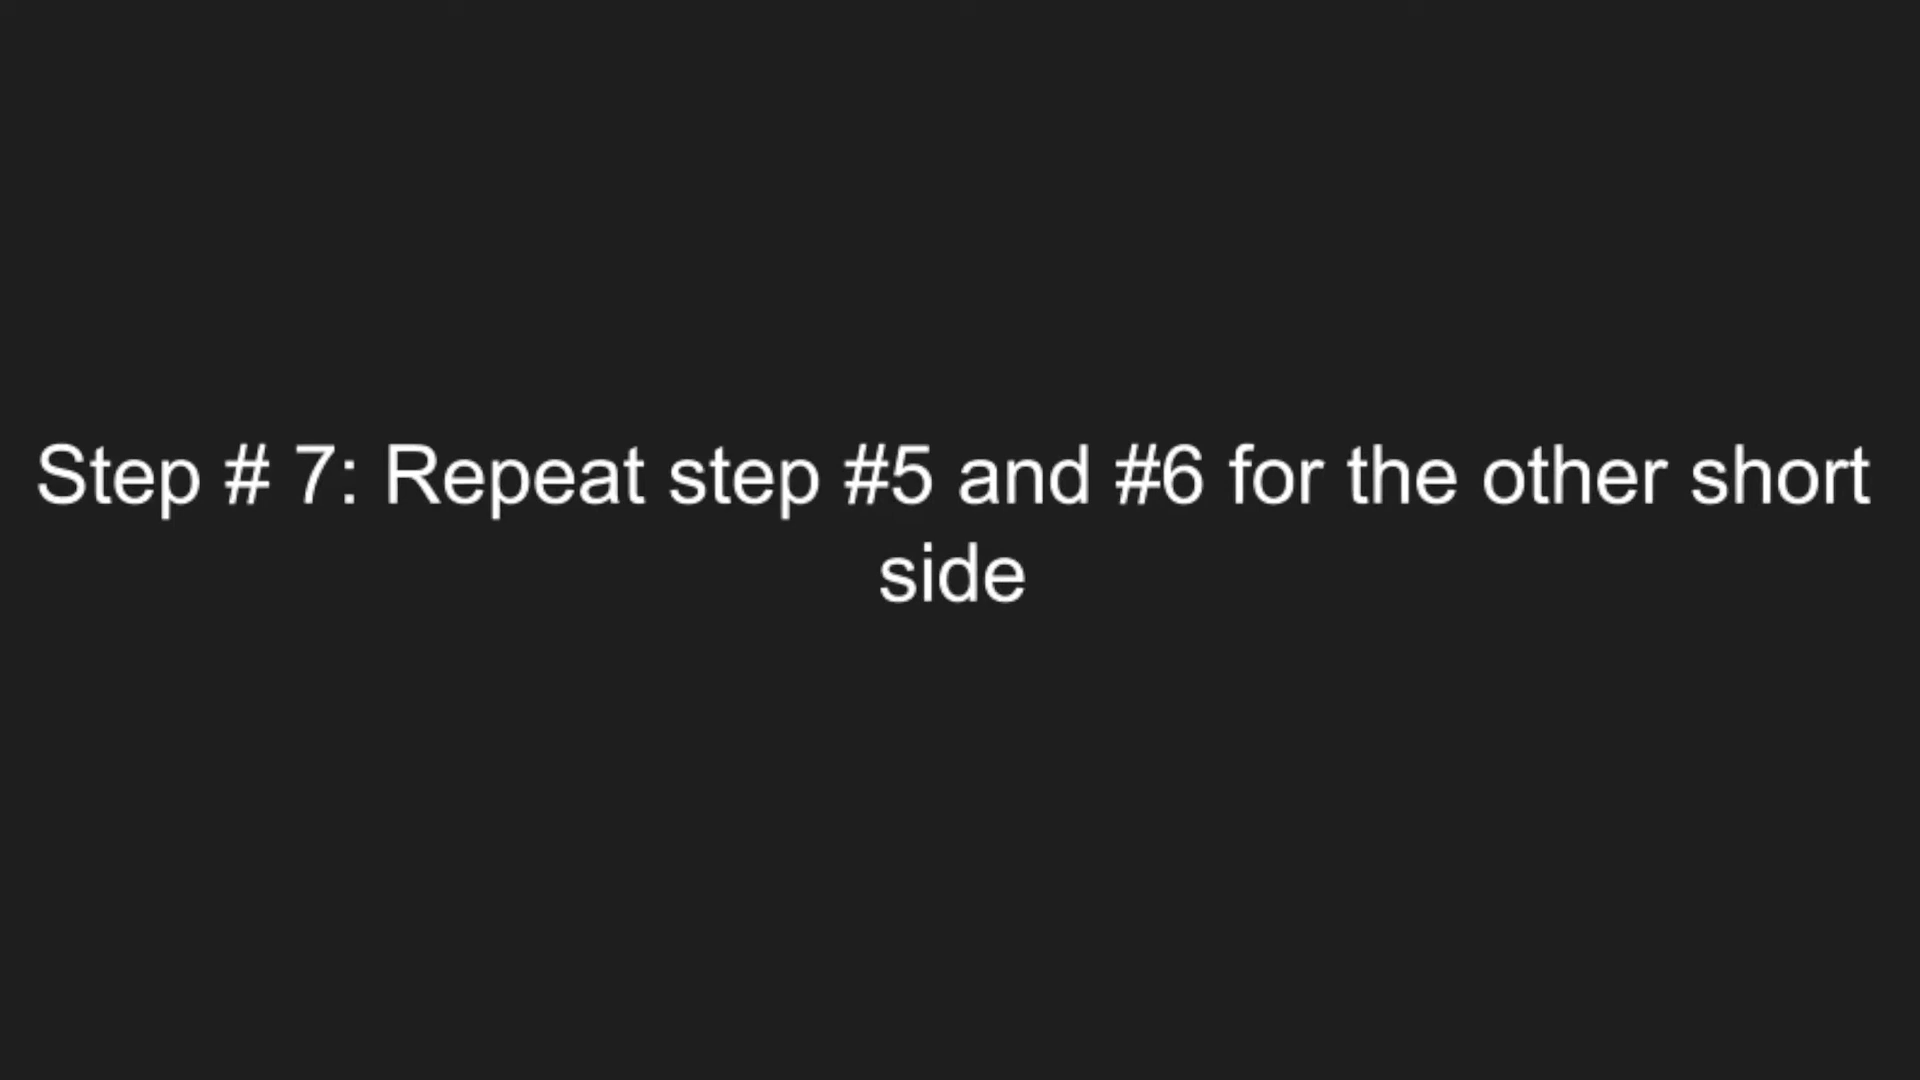 Step # 7: Repeat step #5 and #6 for the other short
side